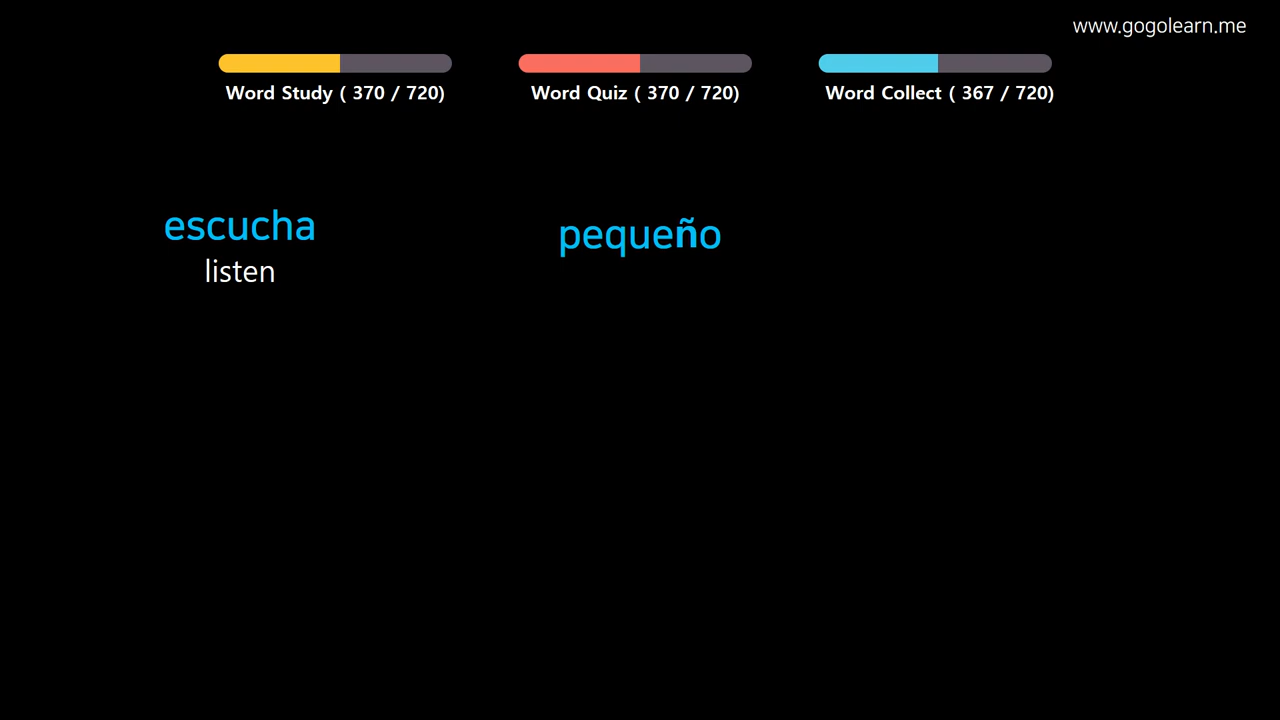 www.gogolearn.me
Word Study ( 370 / 720)
Word Quiz ( 370 / 720)
Word Collect ( 367 / 720)
escucha
listen
pequeño